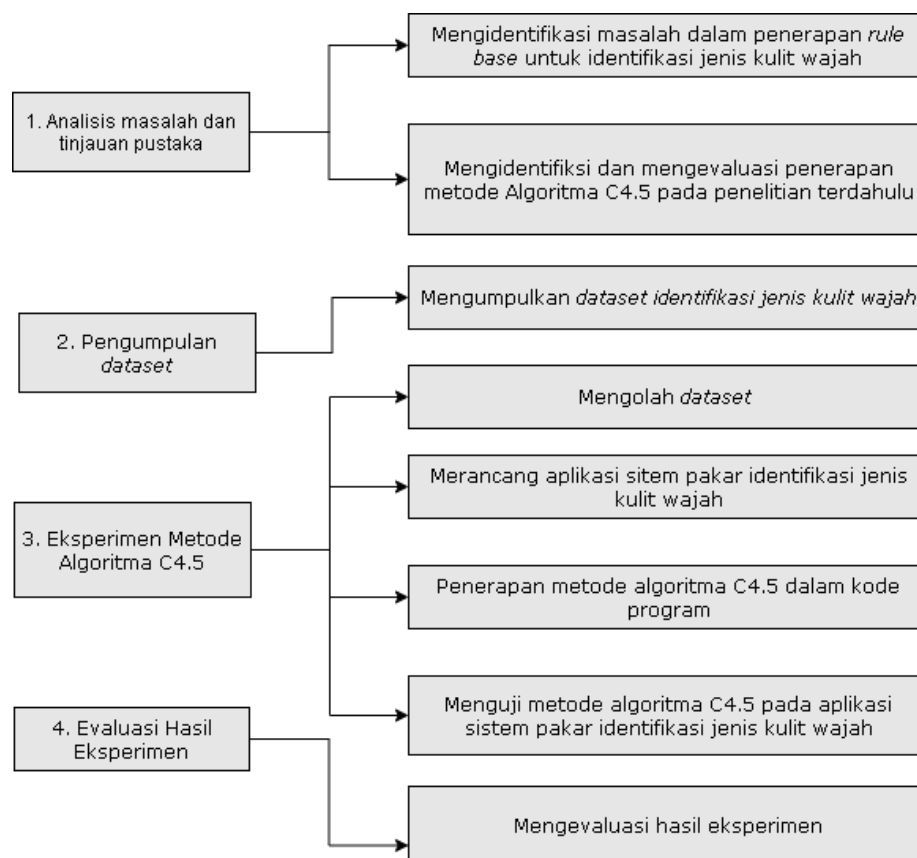 1. Analisis masalah dan
tinjauan pustaka
Mengidentifikasi masalah dalam penerapan rule
base untuk identifikasi jenis kulit wajah
Mengidentifiksi dan mengevaluasi penerapan
metode Algoritma C4.5 pada penelitian terdahulu
2. Pengumpulan
dataset
Mengumpulkan dataset identifikasi jenis kulit wajah
3. Eksperimen Metode
Algoritma C4.5
Mengolah dataset
Merancang aplikasi sitem pakar identifikasi jenis
kulit wajah
Penerapan metode algoritma C4.5 dalam kode
program
Menguji metode algoritma C4.5 pada aplikasi
sistem pakar identifikasi jenis kulit wajah
4. Evaluasi Hasil
Eksperimen
Mengevaluasi hasil eksperimen